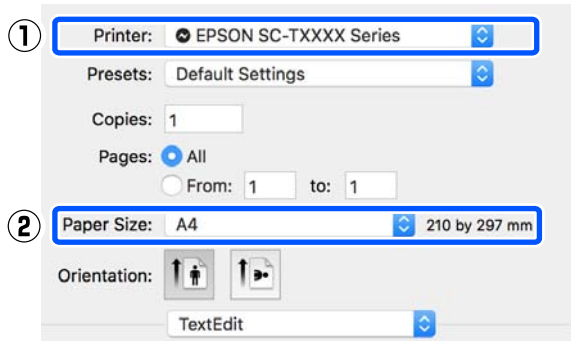 ① Printer: EPSON SC-TXXXX Series
Presets: Default Settings
Copies: 1
Pages: All
From: 1 to: 1
② Paper Size: A4 210 by 297 mm
Orientation:
TextEdit